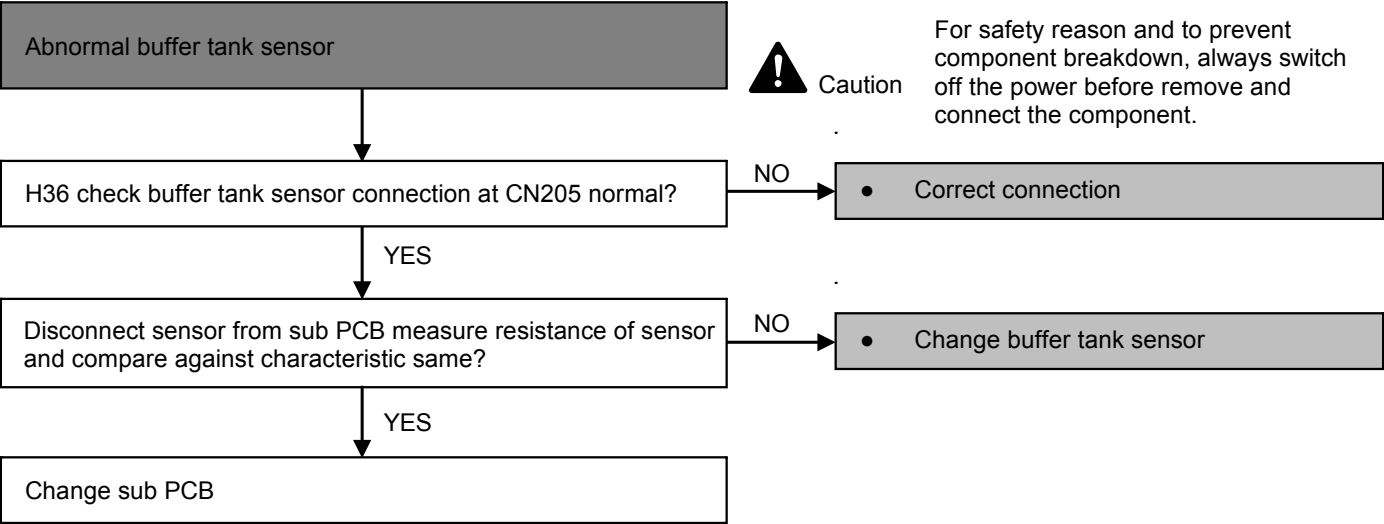 Abnormal buffer tank sensor
Caution
For safety reason and to prevent
component breakdown, always switch
off the power before remove and
connect the component.
.
H36 check buffer tank sensor connection at CN205 normal?
NO
● Correct connection
YES
.
Disconnect sensor from sub PCB measure resistance of sensor
and compare against characteristic same?
NO
● Change buffer tank sensor
YES
Change sub PCB